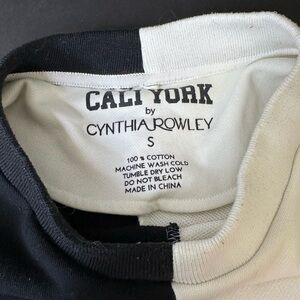 CALI YORK
by
CYNTHIA ROWLEY
S
100 % COTTON
MACHINE WASH COLD
TUMBLE DRY LOW
DO NOT BLEACH
MADE IN CHINA